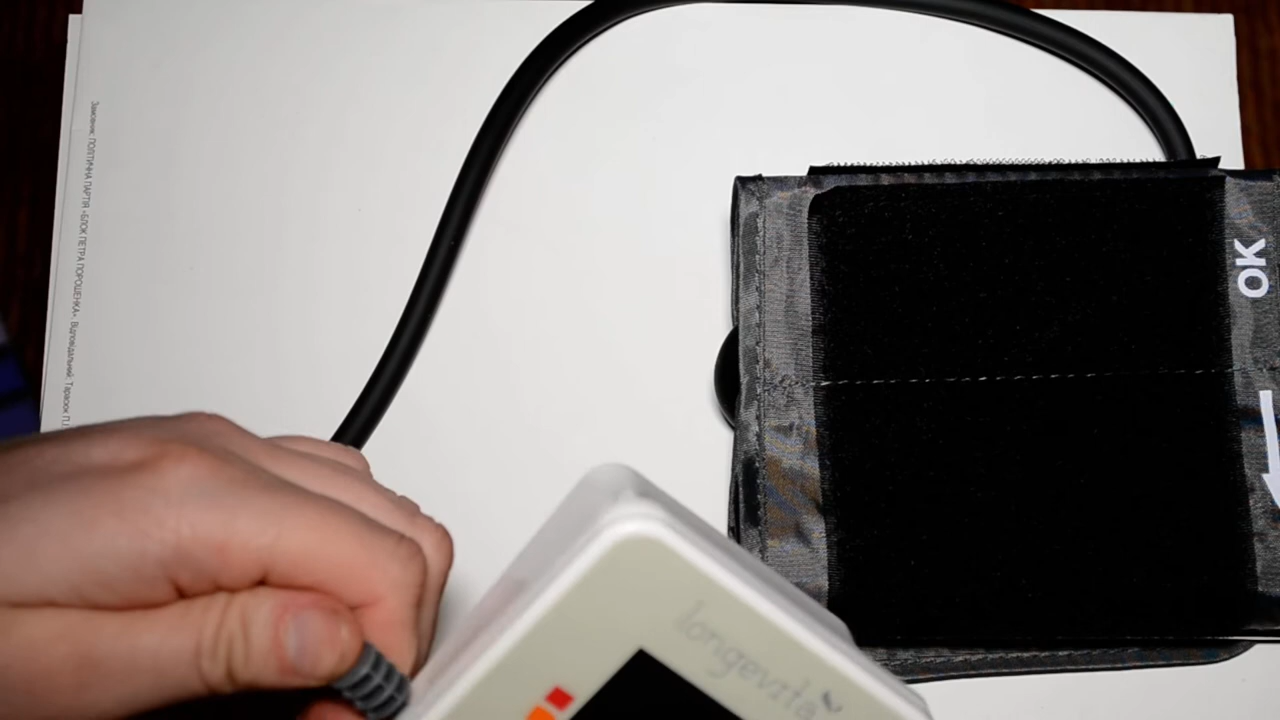 Замовник: ПОЛІТИЧНА ПАРТІЯ «БЛОК ПЕТРА ПОРОШЕНКА». Відповідальний: Тарасюк
OK
longevita